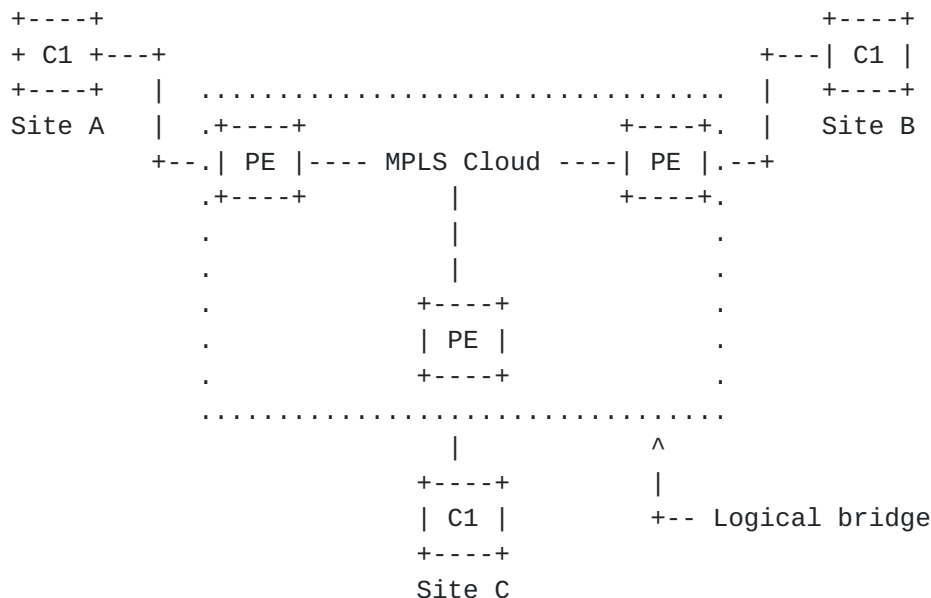 +----+                                              +----+
+ C1 +---+                                      +---| C1 |
+----+   |  ..................................  |   +----+
Site A   |  .+----+                    +----+.  |   Site B
         +--.| PE |---- MPLS Cloud ----| PE |.--+
            .+----+         |          +----+.
            .               |                .
            .               |                .
            .             +----+             .
            .             | PE |             .
            .             +----+             .
            ..................................
                            |            ^
                          +----+         |
                          | C1 |         +-- Logical bridge
                          +----+
                          Site C